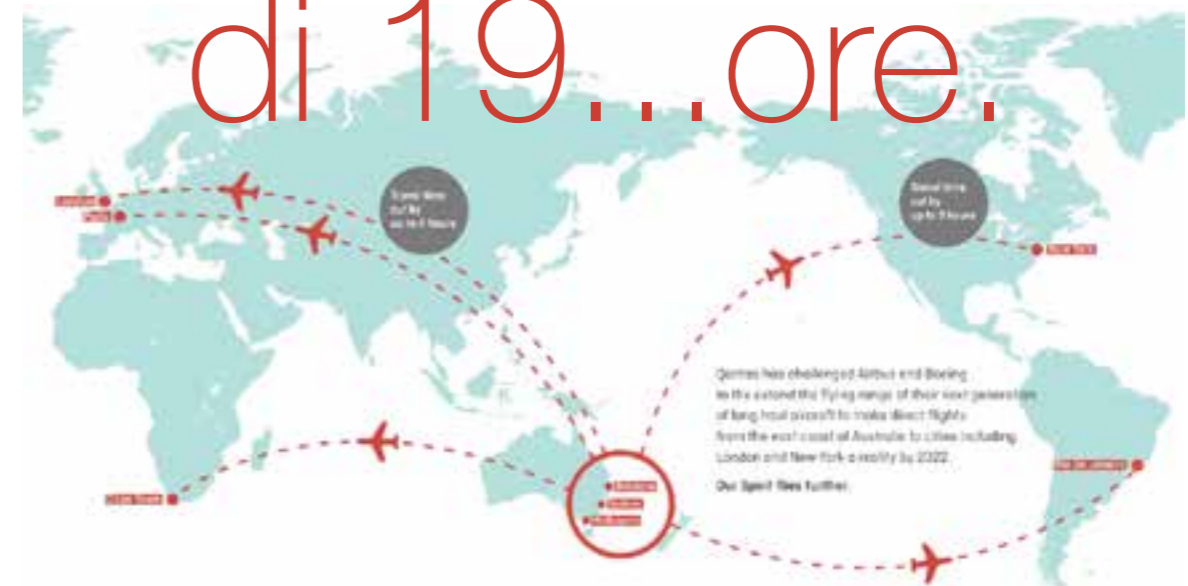 di 19...ore.
London
Paris
Travel time
cut by
up to
hours
Travel time
cut by
up to
hours
New York
Qantas has challenged Airbus and Boeing
to the extend the flying range of their next generation
of long haul aircraft to make direct flights
from the east coast of Australia to cities including
London and New York a reality by 2022.
Our Spirit flies further.
Rio de Janeiro
Cape Town
Brisbane
Sydney
Melbourne